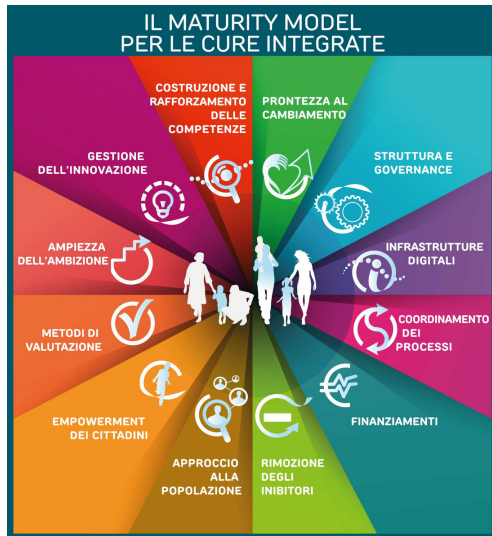 IL MATURITY MODEL
PER LE CURE INTEGRATE
COSTRUZIONE E
RAFFORZAMENTO
DELLE
COMPETENZE
PRONTEZZA AL
CAMBIAMENTO
STRUTTURA E
GOVERNANCE
INFRASTRUTTURE
DIGITALI
COORDINAMENTO
DEI
PROCESSI
FINANZIAMENTI
RIMOZIONE
DEGLI
INIBITORI
APPROCCIO
ALLA
POPOLAZIONE
EMPOWERMENT
DEI CITTADINI
METODI DI
VALUTAZIONE
AMPIEZZA
DELL'AMBIZIONE
GESTIONE
DELL'INNOVAZIONE